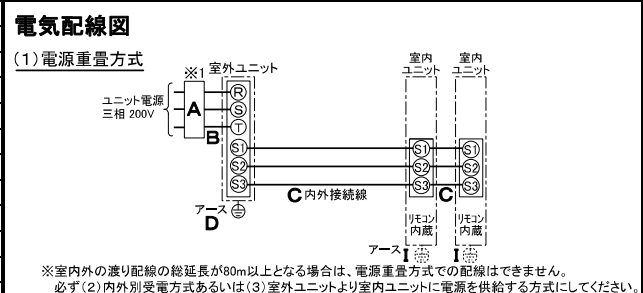 電気配線図
(1)電源重畳方式
※1
室外ユニット
室内
ユニット
室内
ユニット
ユニット電源
三相 200V
A
B
R
S
T
S1
S2
S3
S1
S2
S3
S1
S2
S3
C 内外接続線
C
アース
D
リモコン
内蔵
リモコン
内蔵
アース I
I
※室内外の渡り配線の総延長が80m以上となる場合は、電源重畳方式での配線はできません。
必ず(2)内外別受電方式あるいは(3)室外ユニットより室内ユニットに電源を供給する方式にしてください。